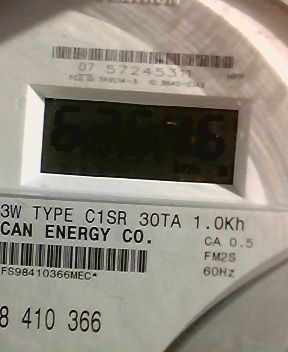 07 57245311
3W TYPE C1SR 30TA 1.0Kh
CAN ENERGY CO.
CA 0.5
FM2S
60Hz
FS98410366MEC*
8 410 366